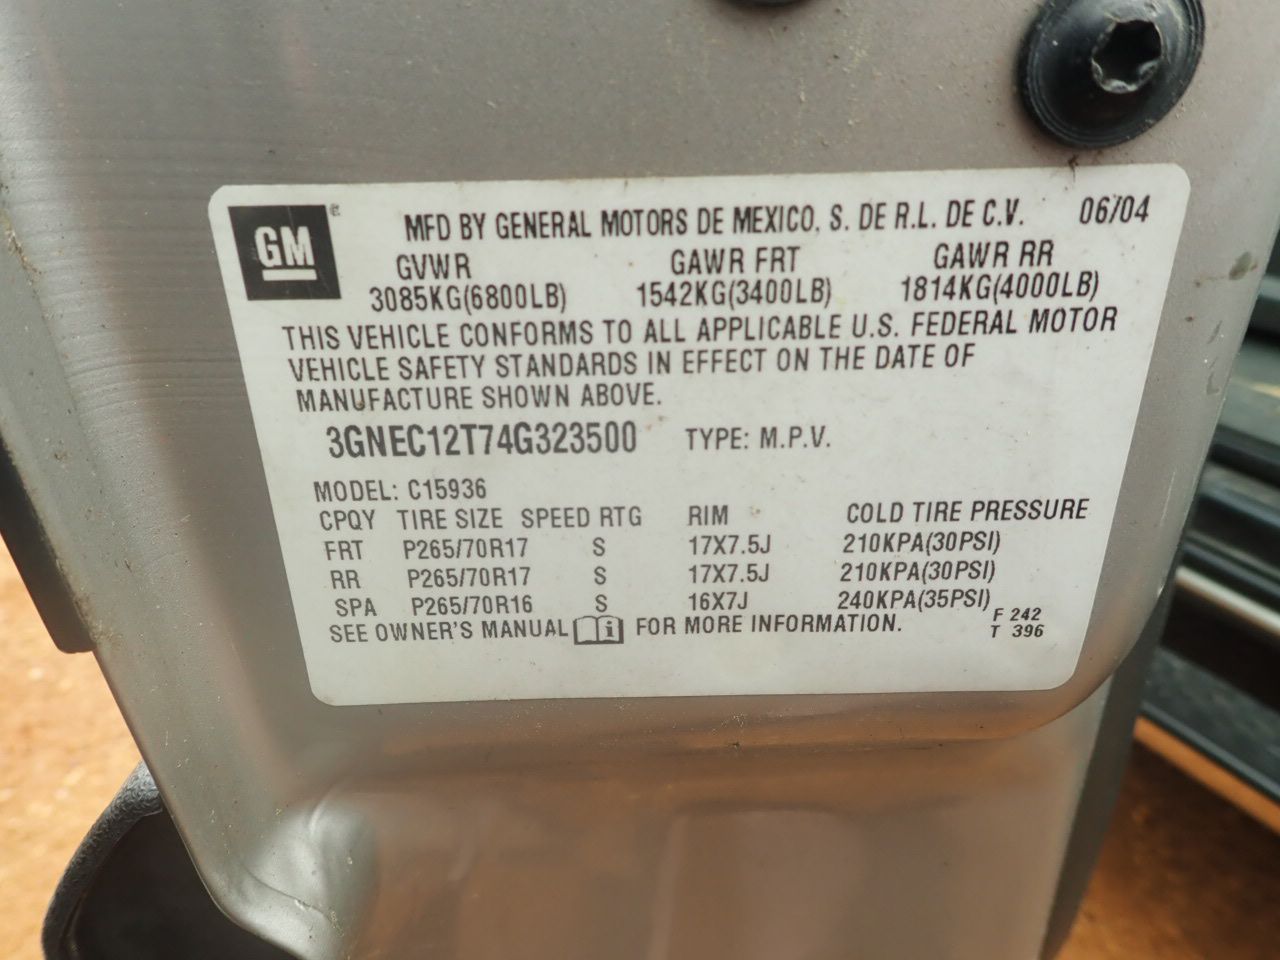 GM ® MFD BY GENERAL MOTORS DE MEXICO, S. DE R.L. DE C.V. 06/04
GVWR GAWR FRT GAWR RR
3085KG(6800LB) 1542KG(3400LB) 1814KG(4000LB)
THIS VEHICLE CONFORMS TO ALL APPLICABLE U.S. FEDERAL MOTOR
VEHICLE SAFETY STANDARDS IN EFFECT ON THE DATE OF
MANUFACTURE SHOWN ABOVE.
3GNEC12T74G323500 TYPE: M.P.V.
MODEL: C15936
CPQY TIRE SIZE SPEED RTG RIM COLD TIRE PRESSURE
FRT P265/70R17 S 17X7.5J 210KPA(30PSI)
RR P265/70R17 S 17X7.5J 210KPA(30PSI)
SPA P265/70R16 S 16X7J 240KPA(35PSI)
SEE OWNER'S MANUAL i FOR MORE INFORMATION. F 242
T 396